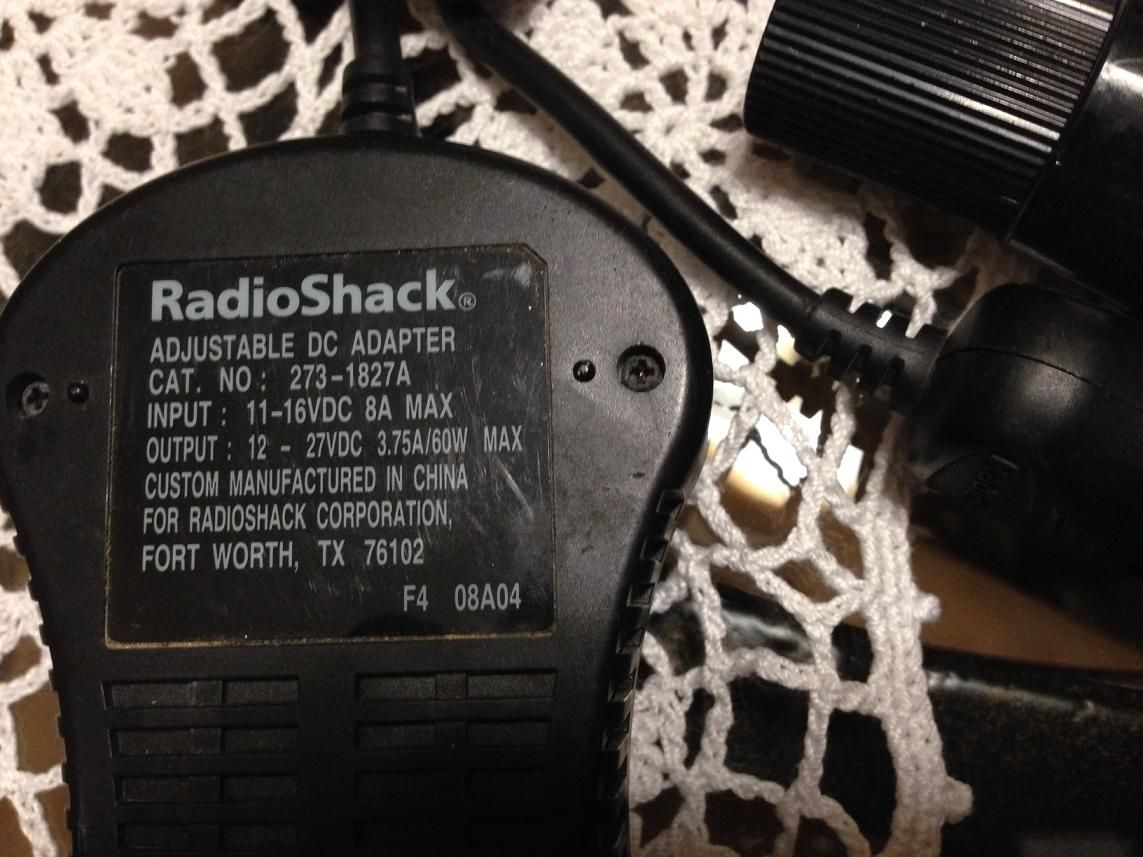 RadioShack®
ADJUSTABLE DC ADAPTER
CAT. NO: 273-1827A
INPUT: 11-16VDC 8A MAX
OUTPUT: 12 - 27VDC 3.75A/60W MAX
CUSTOM MANUFACTURED IN CHINA
FOR RADIOSHACK CORPORATION,
FORT WORTH, TX 76102
F4 08A04